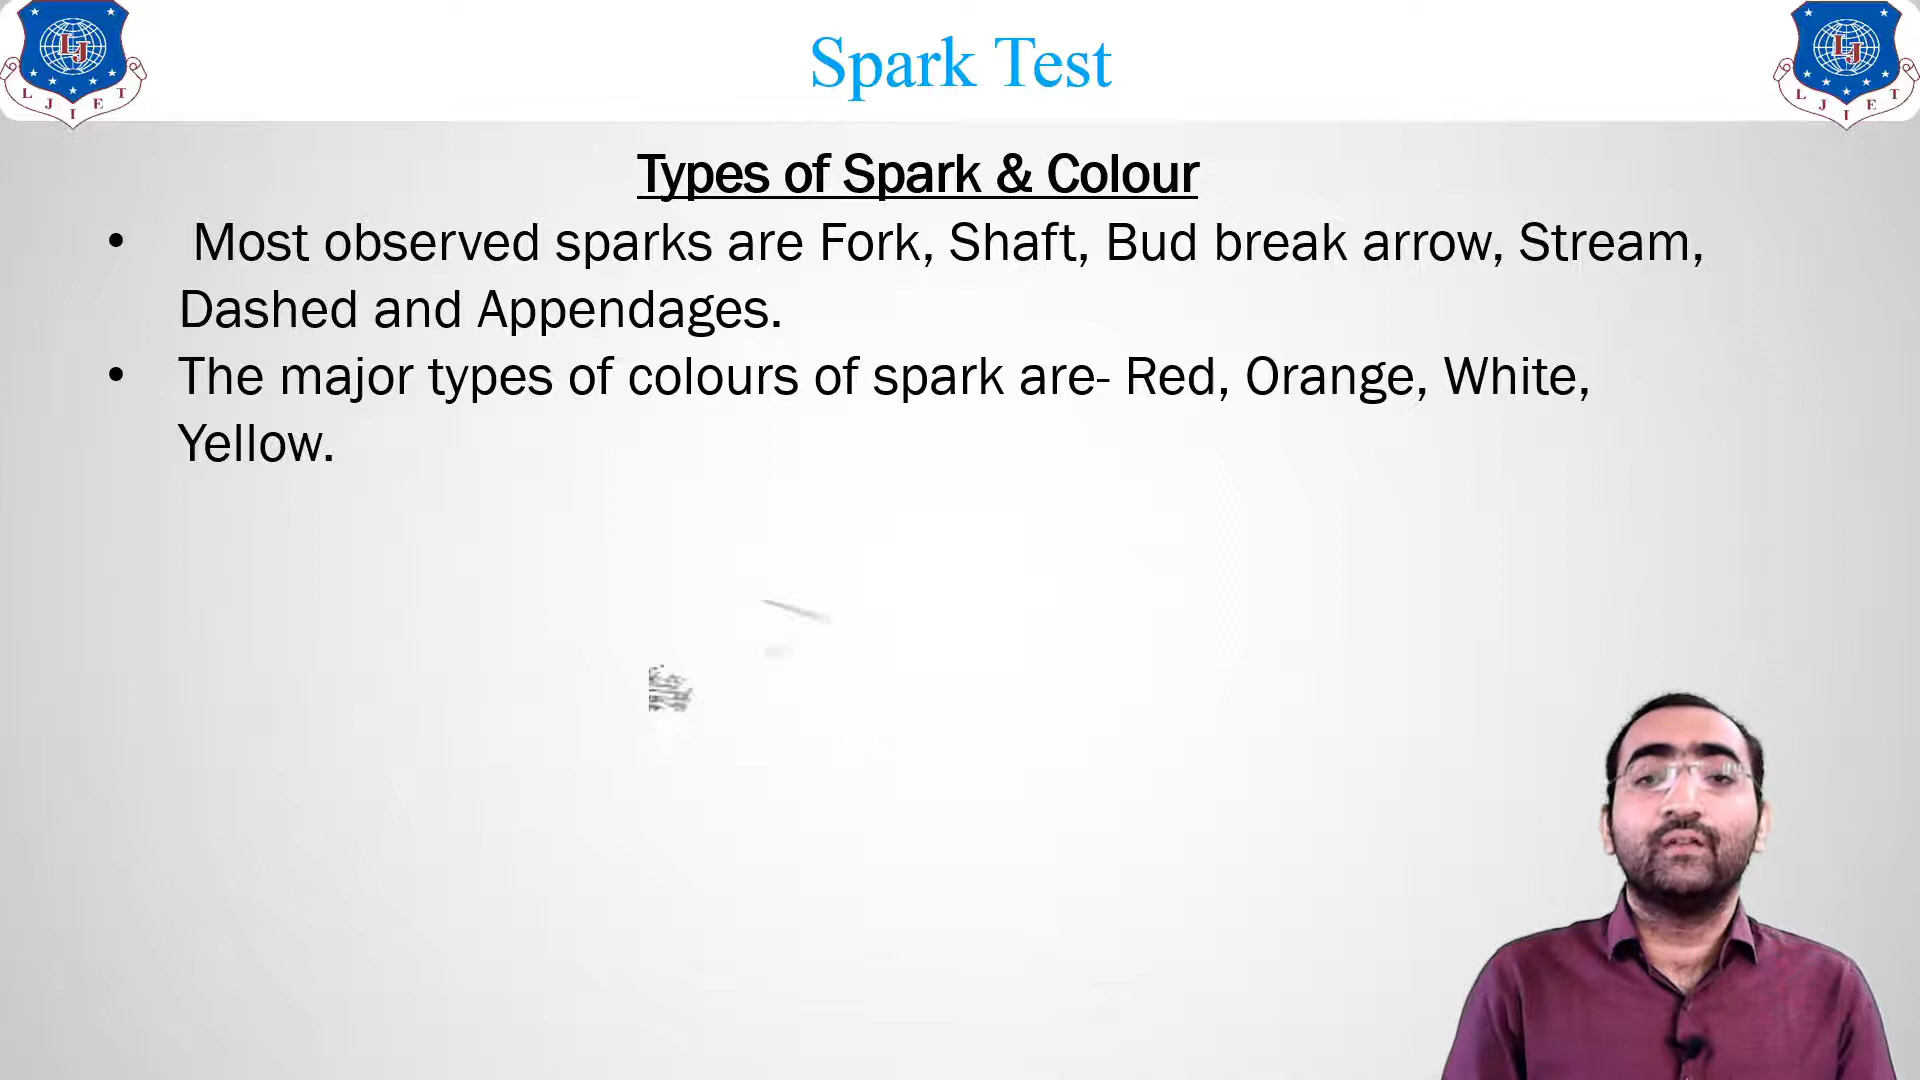 Spark Test
L J I E T
L J I E T
Types of Spark & Colour
• Most observed sparks are Fork, Shaft, Bud break arrow, Stream,
Dashed and Appendages.
• The major types of colours of spark are- Red, Orange, White,
Yellow.